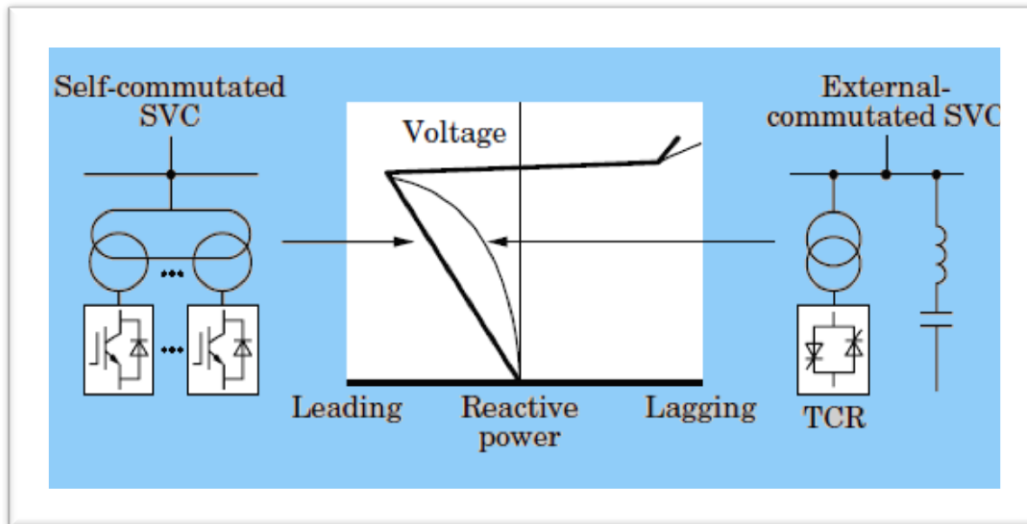 Self-commutated
SVC
External-
commutated SVC
Voltage
Leading
Reactive
power
Lagging
TCR